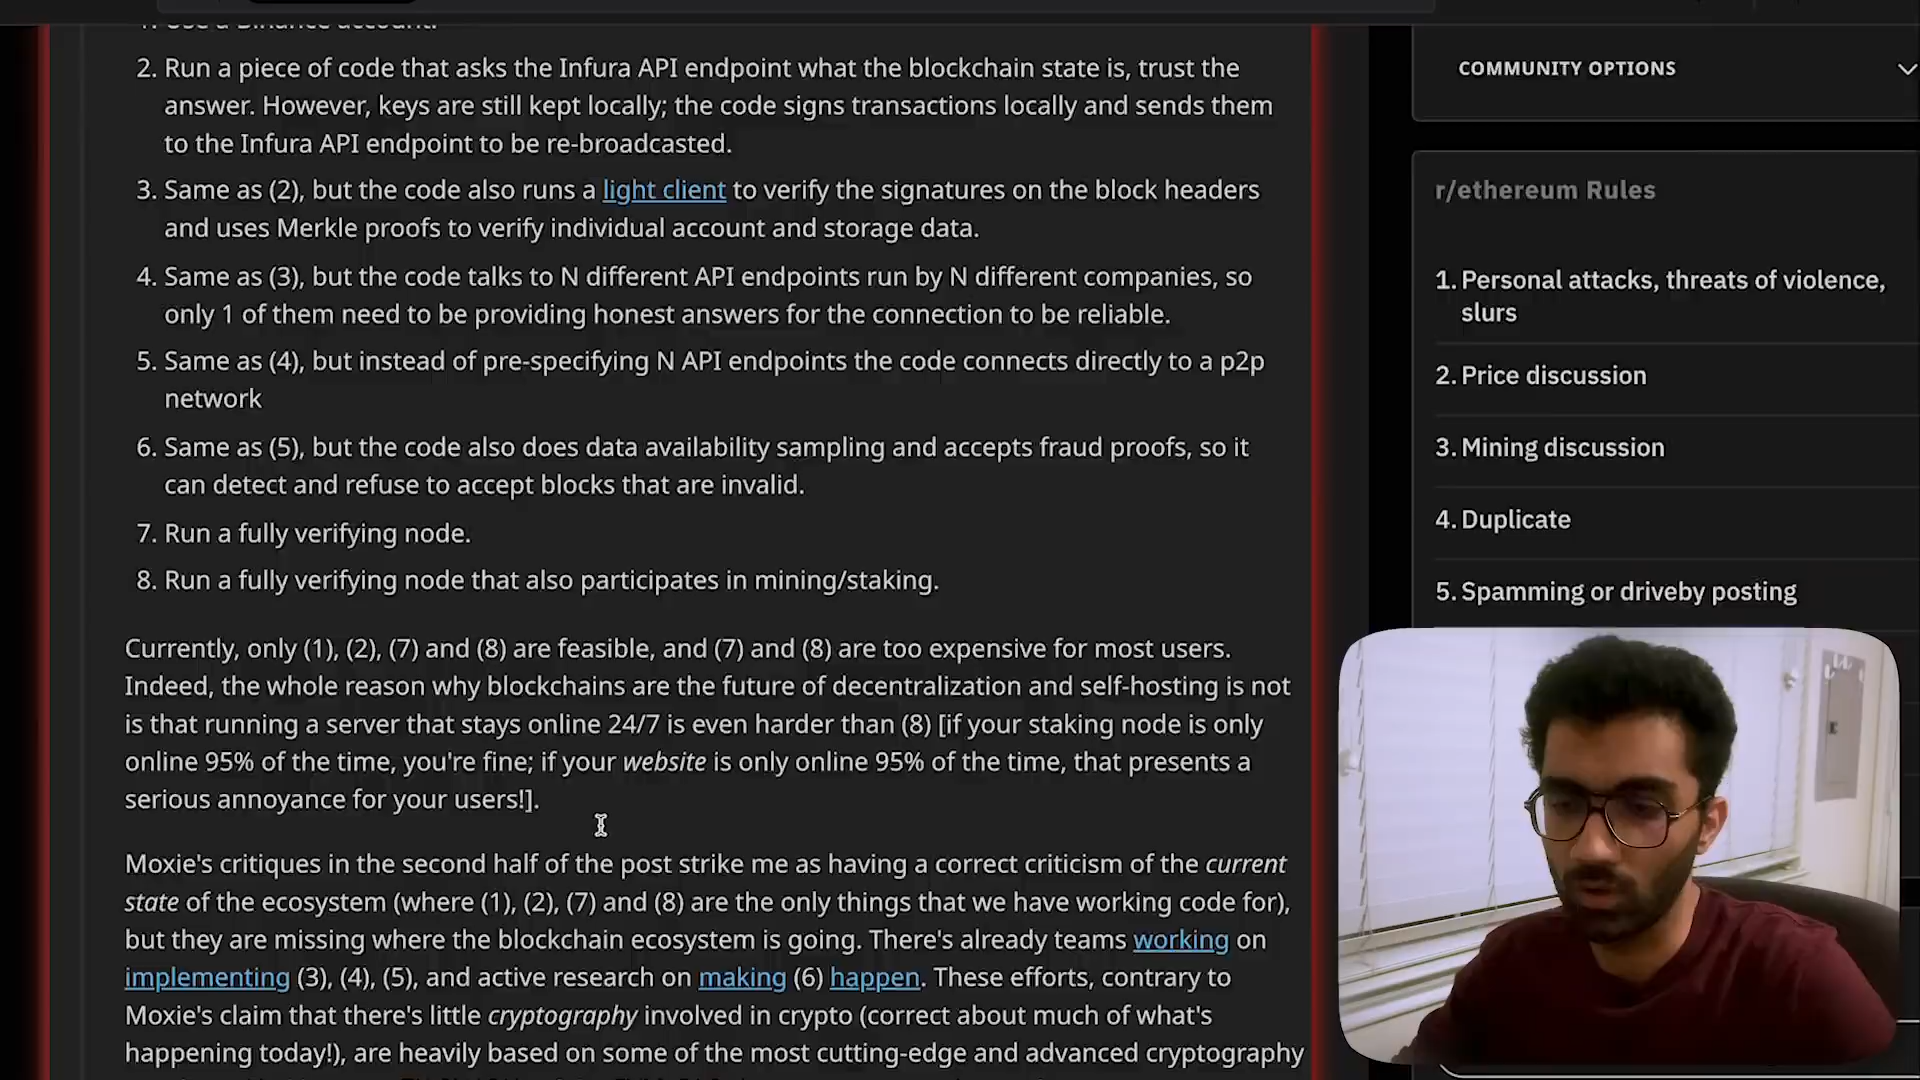 1. Use a Binance account.
2. Run a piece of code that asks the Infura API endpoint what the blockchain state is, trust the
answer. However, keys are still kept locally; the code signs transactions locally and sends them
to the Infura API endpoint to be re-broadcasted.
3. Same as (2), but the code also runs a light client to verify the signatures on the block headers
and uses Merkle proofs to verify individual account and storage data.
4. Same as (3), but the code talks to N different API endpoints run by N different companies, so
only 1 of them need to be providing honest answers for the connection to be reliable.
5. Same as (4), but instead of pre-specifying N API endpoints the code connects directly to a p2p
network
6. Same as (5), but the code also does data availability sampling and accepts fraud proofs, so it
can detect and refuse to accept blocks that are invalid.
7. Run a fully verifying node.
8. Run a fully verifying node that also participates in mining/staking.
Currently, only (1), (2), (7) and (8) are feasible, and (7) and (8) are too expensive for most users.
Indeed, the whole reason why blockchains are the future of decentralization and self-hosting is not
is that running a server that stays online 24/7 is even harder than (8) [if your staking node is only
online 95% of the time, you're fine; if your website is only online 95% of the time, that presents a
serious annoyance for your users!].
Moxie's critiques in the second half of the post strike me as having a correct criticism of the current
state of the ecosystem (where (1), (2), (7) and (8) are the only things that we have working code for),
but they are missing where the blockchain ecosystem is going. There's already teams working on
implementing (3), (4), (5), and active research on making (6) happen. These efforts, contrary to
Moxie's claim that there's little cryptography involved in crypto (correct about much of what's
happening today!), are heavily based on some of the most cutting-edge and advanced cryptography
COMMUNITY OPTIONS
r/ethereum Rules
1. Personal attacks, threats of violence,
slurs
2. Price discussion
3. Mining discussion
4. Duplicate
5. Spamming or driveby posting